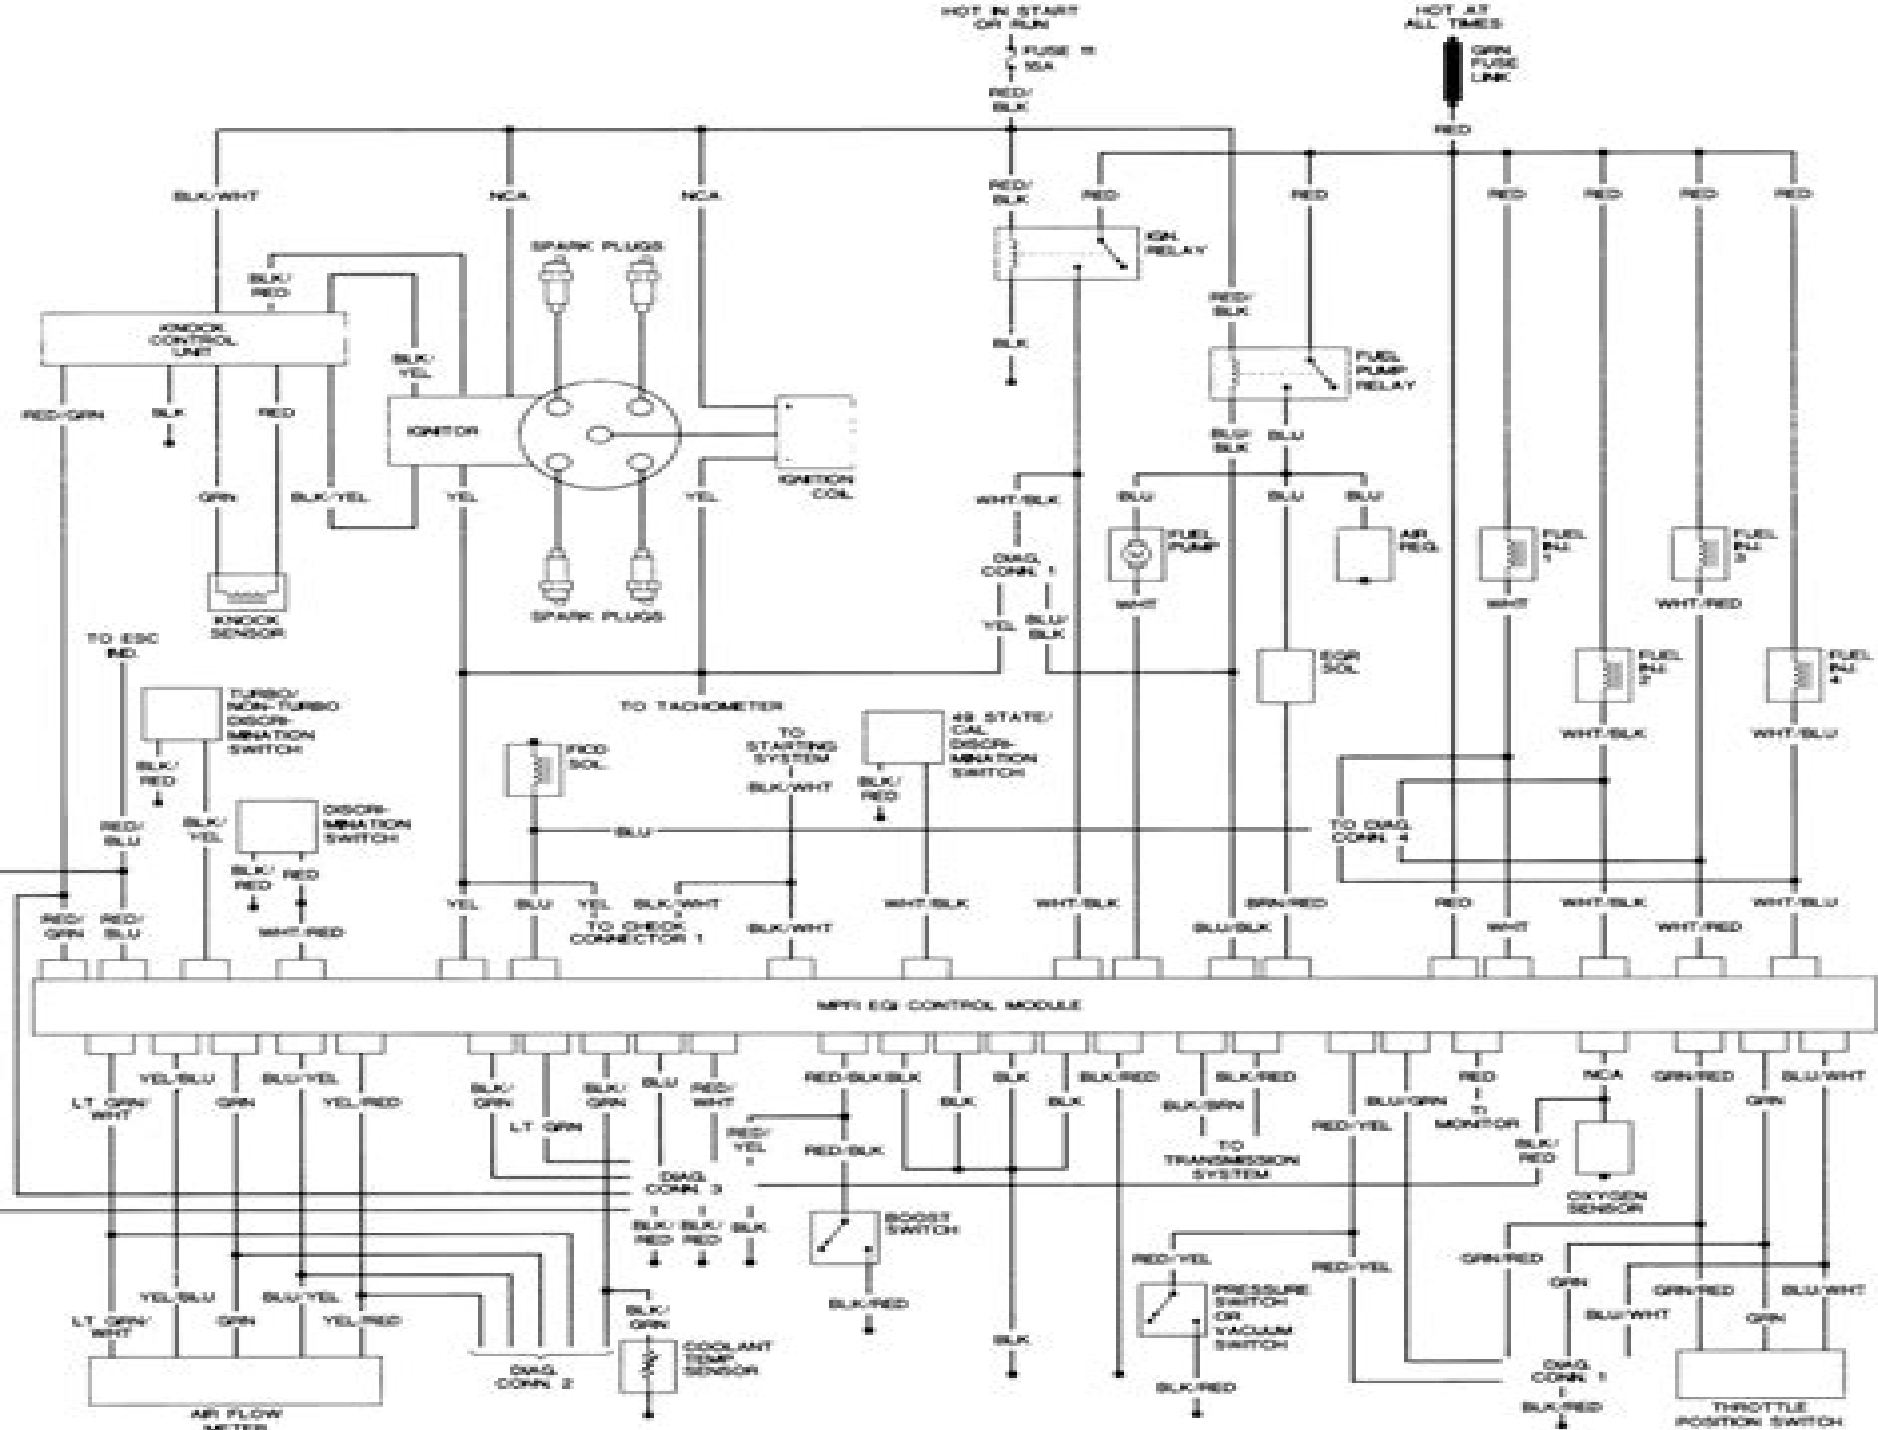 HOT IN START
OR RUN
HOT AT
ALL TIMES
FUSE 11
15A
GRN
FUSE
LINK
RED/
BLK
RED
BLK/WHT
NCA
NCA
RED/
BLK
RED
RED
RED
RED
RED
RED
SPARK PLUGS
IGN.
RELAY
BLK/
RED
RED/
BLK
KNOCK
CONTROL
UNIT
BLK
BLK/
YEL
FUEL
PUMP
RELAY
RED/GRN
BLK
RED
IGNITOR
BLU/
BLK
BLU
IGNITION
COIL
GRN
BLK/YEL
YEL
YEL
WHT/BLK
BLU
BLU
BLU
FUEL
PUMP
AIR
REG.
FUEL
INJ.
1
FUEL
INJ.
3
DIAG.
CONN. 1
WHT
WHT
WHT/RED
SPARK PLUGS
KNOCK
SENSOR
YEL
BLU/
BLK
TO ESC
IND.
EGR
SOL.
FUEL
INJ.
2
FUEL
INJ.
4
TURBO/
NON-TURBO
DISCRI-
MINATION
SWITCH
TO TACHOMETER
49 STATE/
CAL
DISCRI-
MINATION
SWITCH
TO
STARTING
SYSTEM
WHT/BLK
WHT/BLU
FICD
SOL.
BLK/
RED
BLK/WHT
BLK/
RED
RED/
BLU
BLK/
YEL
DISCRI-
MINATION
SWITCH
BLU
TO DIAG.
CONN. 4
BLK/
RED
RED
RED/
GRN
RED/
BLU
WHT/RED
YEL
BLU
YEL
BLK/WHT
TO CHECK
CONNECTOR 1
BLK/WHT
WHT/BLK
WHT/BLK
BLU/BLK
BRN/RED
RED
WHT
WHT/BLK
WHT/RED
WHT/BLU
MPFI EGI CONTROL MODULE
LT GRN/
WHT
YEL/BLU
GRN
BLU/YEL
YEL/RED
BLK/
GRN
LT GRN
BLK/
GRN
BLU
RED/
WHT
RED/BLK
BLK
BLK
BLK
BLK
BLK/RED
BLK/BRN
BLK/RED
RED/YEL
BLU/GRN
RED
TO
MONITOR
NCA
GRN/RED
GRN
BLU/WHT
RED/
YEL
RED/BLK
TO
TRANSMISSION
SYSTEM
BLK/
RED
DIAG.
CONN. 3
OXYGEN
SENSOR
BLK/
RED
BLK/
RED
BLK
BOOST
SWITCH
RED/YEL
RED/YEL
GRN/RED
GRN
BLU/WHT
GRN/RED
GRN
BLU/WHT
LT GRN/
WHT
YEL/BLU
GRN
BLU/YEL
YEL/RED
BLK/
GRN
BLK/RED
BLK
PRESSURE
SWITCH
OR
VACUUM
SWITCH
COOLANT
TEMP
SENSOR
DIAG.
CONN. 2
BLK/RED
DIAG.
CONN. 1
BLK/RED
AIR FLOW
METER
THROTTLE
POSITION SWITCH